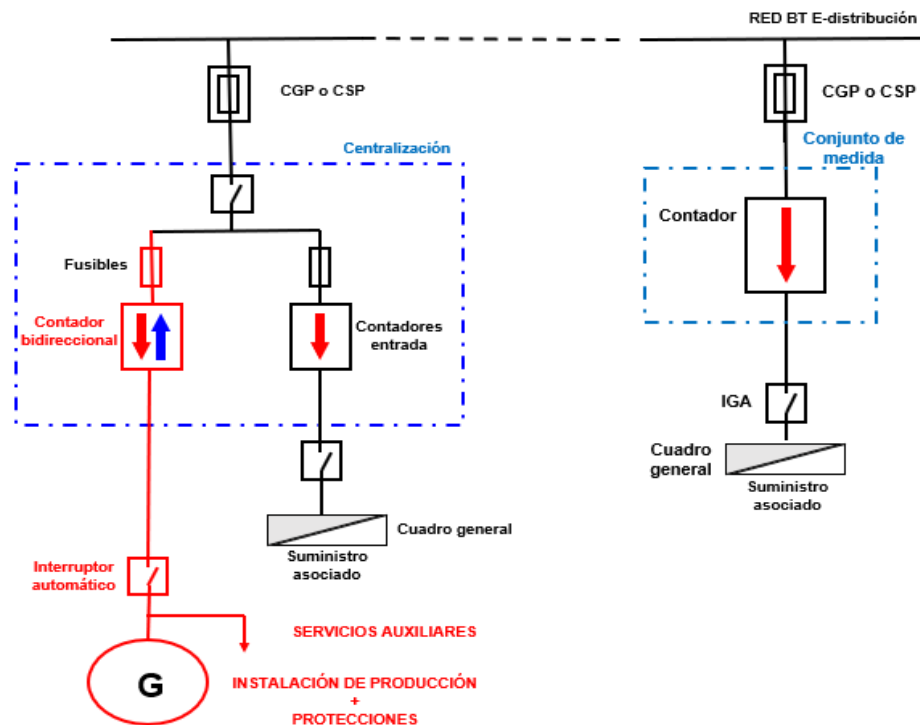 RED BT E-distribución
CGP o CSP
CGP o CSP
Centralización
Conjunto de
medida
Contador
Fusibles
Contador
bidireccional
Contadores
entrada
IGA
Cuadro
general
Suministro
asociado
Cuadro general
Suministro
asociado
Interruptor
automático
SERVICIOS AUXILIARES
G
INSTALACIÓN DE PRODUCCIÓN
+
PROTECCIONES